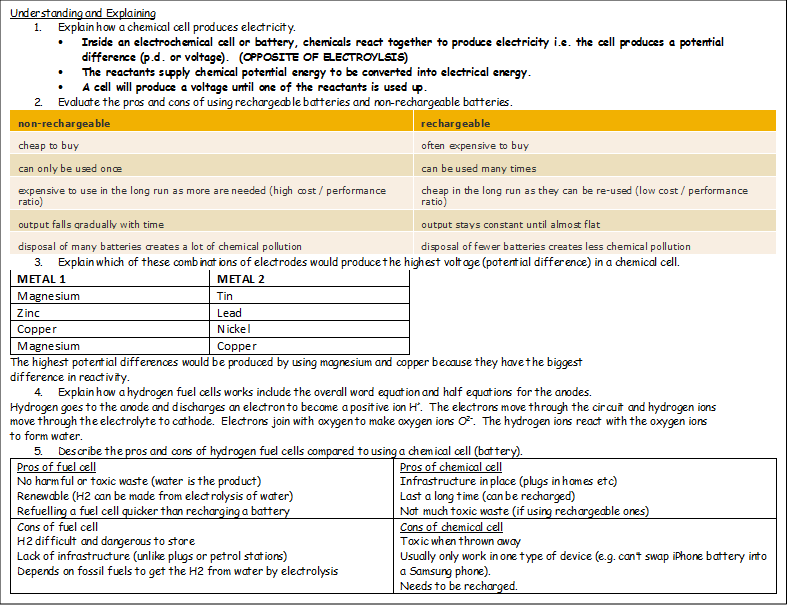 Understanding and Explaining
1. Explain how a chemical cell produces electricity.
• Inside an electrochemical cell or battery, chemicals react together to produce electricity i.e. the cell produces a potential
difference (p.d. or voltage). (OPPOSITE OF ELECTROYLSIS)
• The reactants supply chemical potential energy to be converted into electrical energy.
• A cell will produce a voltage until one of the reactants is used up.
2. Evaluate the pros and cons of using rechargeable batteries and non-rechargeable batteries.
non-rechargeable rechargeable
cheap to buy often expensive to buy
can only be used once can be used many times
expensive to use in the long run as more are needed (high cost / performance
ratio)
cheap in the long run as they can be re-used (low cost / performance
ratio)
output falls gradually with time output stays constant until almost flat
disposal of many batteries creates a lot of chemical pollution disposal of fewer batteries creates less chemical pollution
3. Explain which of these combinations of electrodes would produce the highest voltage (potential difference) in a chemical cell.
METAL 1 METAL 2
Magnesium Tin
Zinc Lead
Copper Nickel
Magnesium Copper
The highest potential differences would be produced by using magnesium and copper because they have the biggest
difference in reactivity.
4. Explain how a hydrogen fuel cells works include the overall word equation and half equations for the anodes.
Hydrogen goes to the anode and discharges an electron to become a positive ion H⁺. The electrons move through the circuit and hydrogen ions
move through the electrolyte to cathode. Electrons join with oxygen to make oxygen ions O²⁻. The hydrogen ions react with the oxygen ions
to form water.
5. Describe the pros and cons of hydrogen fuel cells compared to using a chemical cell (battery).
Pros of fuel cell
No harmful or toxic waste (water is the product)
Renewable (H2 can be made from electrolysis of water)
Refuelling a fuel cell quicker than recharging a battery
Pros of chemical cell
Infrastructure in place (plugs in homes etc)
Last a long time (can be recharged)
Not much toxic waste (if using rechargeable ones)
Cons of fuel cell
H2 difficult and dangerous to store
Lack of infrastructure (unlike plugs or petrol stations)
Depends on fossil fuels to get the H2 from water by electrolysis
Cons of chemical cell
Toxic when thrown away
Usually only work in one type of device (e.g. can't swap iPhone battery into
a Samsung phone).
Needs to be recharged.